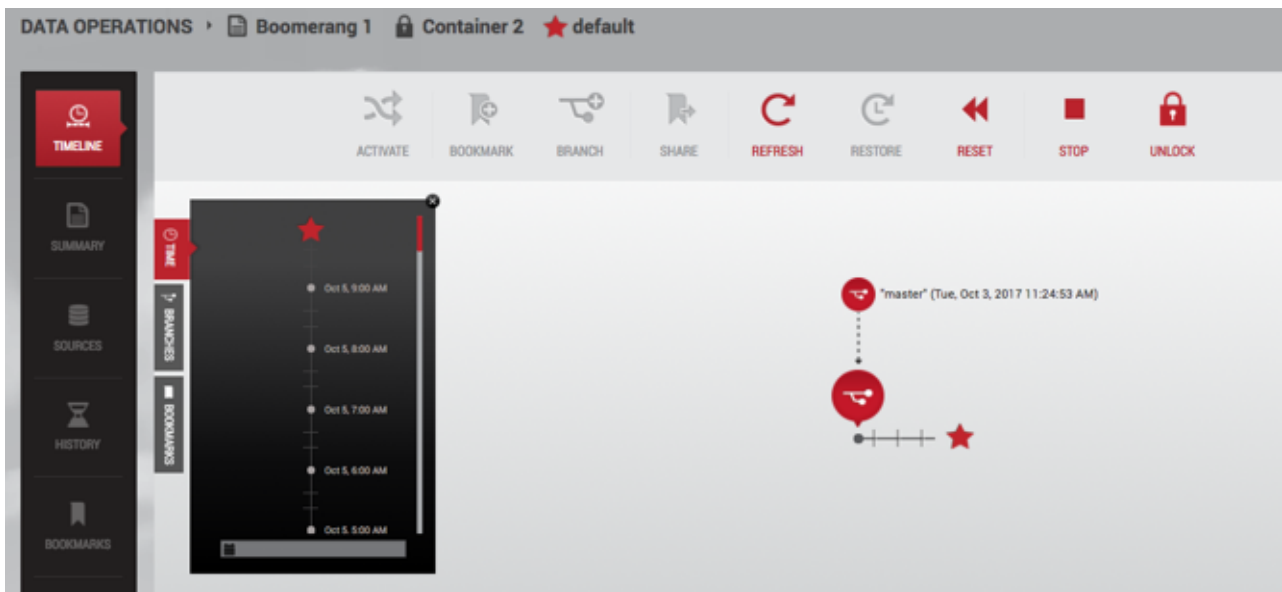 DATA OPERATIONS Boomerang 1 Container 2 default
TIMELINE
SUMMARY
SOURCES
HISTORY
BOOKMARKS
ACTIVATE BOOKMARK BRANCH SHARE REFRESH RESTORE RESET STOP UNLOCK
TIME
BRANCHES
BOOKMARKS
Oct 5, 9:00 AM
Oct 5, 8:00 AM
Oct 5, 7:00 AM
Oct 5, 6:00 AM
Oct 5, 5:00 AM
"master" (Tue, Oct 3, 2017 11:24:53 AM)